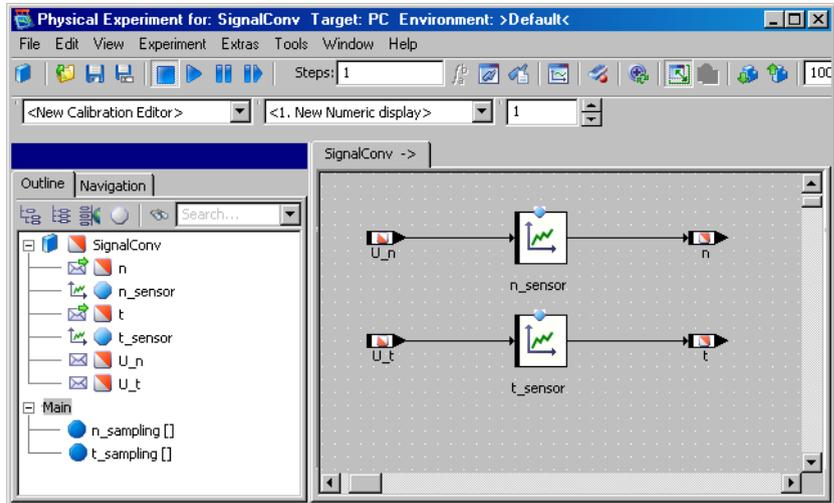 Physical Experiment for: SignalConv Target: PC Environment: >Default<
File Edit View Experiment Extras Tools Window Help
Steps: 1
100
<New Calibration Editor>
<1. New Numeric display>
1
SignalConv ->
Outline
Navigation
Search...
SignalConv
n
n_sensor
t
t_sensor
U_n
U_t
Main
n_sampling []
t_sampling []
U_n
n_sensor
n
U_t
t_sensor
t